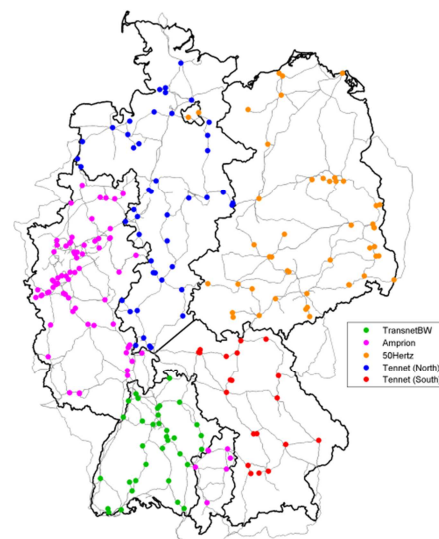 TransnetBW
Amprion
50Hertz
Tennet (North)
Tennet (South)